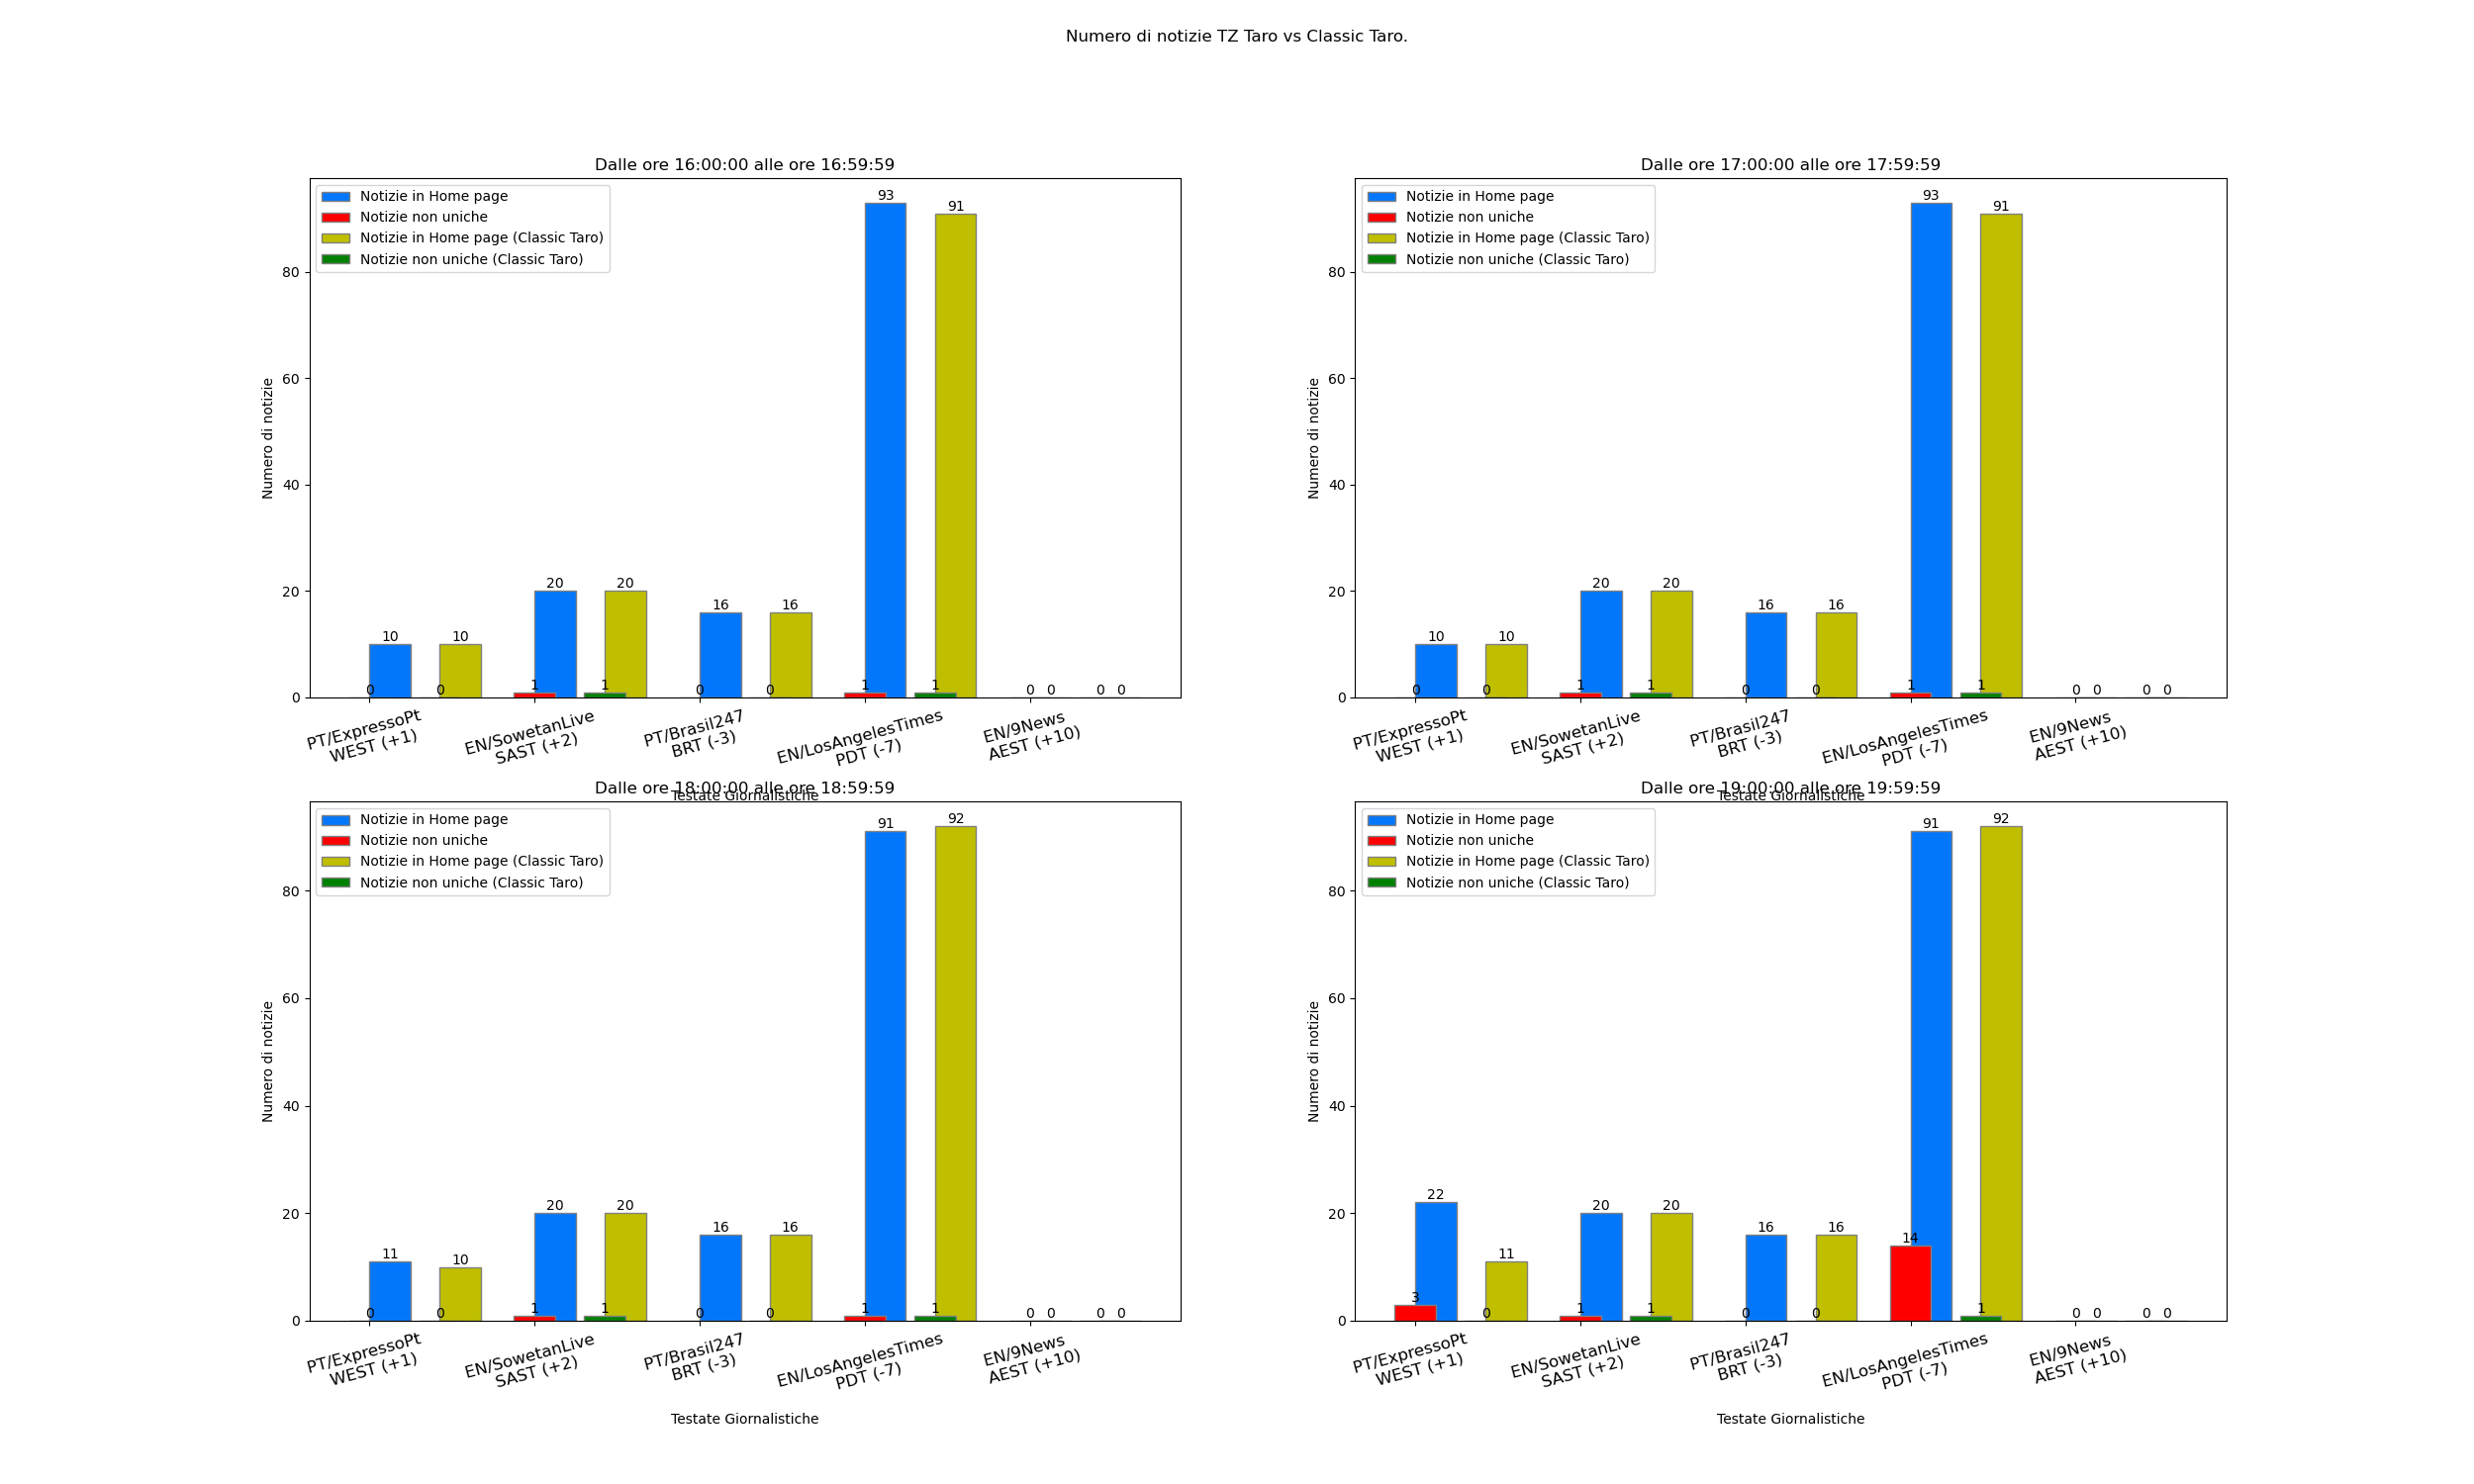 Numero di notizie TZ Taro vs Classic Taro.
Dalle ore 16:00:00 alle ore 16:59:59
Notizie in Home page
Notizie non uniche
Notizie in Home page (Classic Taro)
Notizie non uniche (Classic Taro)
Numero di notizie
80
60
40
20
0
0 10 0 10
1 20 1 20
0 16 0 16
1 93 1 91
0 0 0 0
PT/ExpressoPt
WEST (+1)
EN/SowetanLive
SAST (+2)
PT/Brasil247
BRT (-3)
EN/LosAngelesTimes
PDT (-7)
EN/9News
AEST (+10)
Testate Giornalistiche
Dalle ore 17:00:00 alle ore 17:59:59
Notizie in Home page
Notizie non uniche
Notizie in Home page (Classic Taro)
Notizie non uniche (Classic Taro)
Numero di notizie
80
60
40
20
0
0 10 0 10
1 20 1 20
0 16 0 16
1 93 1 91
0 0 0 0
PT/ExpressoPt
WEST (+1)
EN/SowetanLive
SAST (+2)
PT/Brasil247
BRT (-3)
EN/LosAngelesTimes
PDT (-7)
EN/9News
AEST (+10)
Testate Giornalistiche
Dalle ore 18:00:00 alle ore 18:59:59
Notizie in Home page
Notizie non uniche
Notizie in Home page (Classic Taro)
Notizie non uniche (Classic Taro)
Numero di notizie
80
60
40
20
0
0 11 0 10
1 20 1 20
0 16 0 16
1 91 1 92
0 0 0 0
PT/ExpressoPt
WEST (+1)
EN/SowetanLive
SAST (+2)
PT/Brasil247
BRT (-3)
EN/LosAngelesTimes
PDT (-7)
EN/9News
AEST (+10)
Testate Giornalistiche
Dalle ore 19:00:00 alle ore 19:59:59
Notizie in Home page
Notizie non uniche
Notizie in Home page (Classic Taro)
Notizie non uniche (Classic Taro)
Numero di notizie
80
60
40
20
0
3 22 0 11
1 20 1 20
0 16 0 16
14 91 1 92
0 0 0 0
PT/ExpressoPt
WEST (+1)
EN/SowetanLive
SAST (+2)
PT/Brasil247
BRT (-3)
EN/LosAngelesTimes
PDT (-7)
EN/9News
AEST (+10)
Testate Giornalistiche